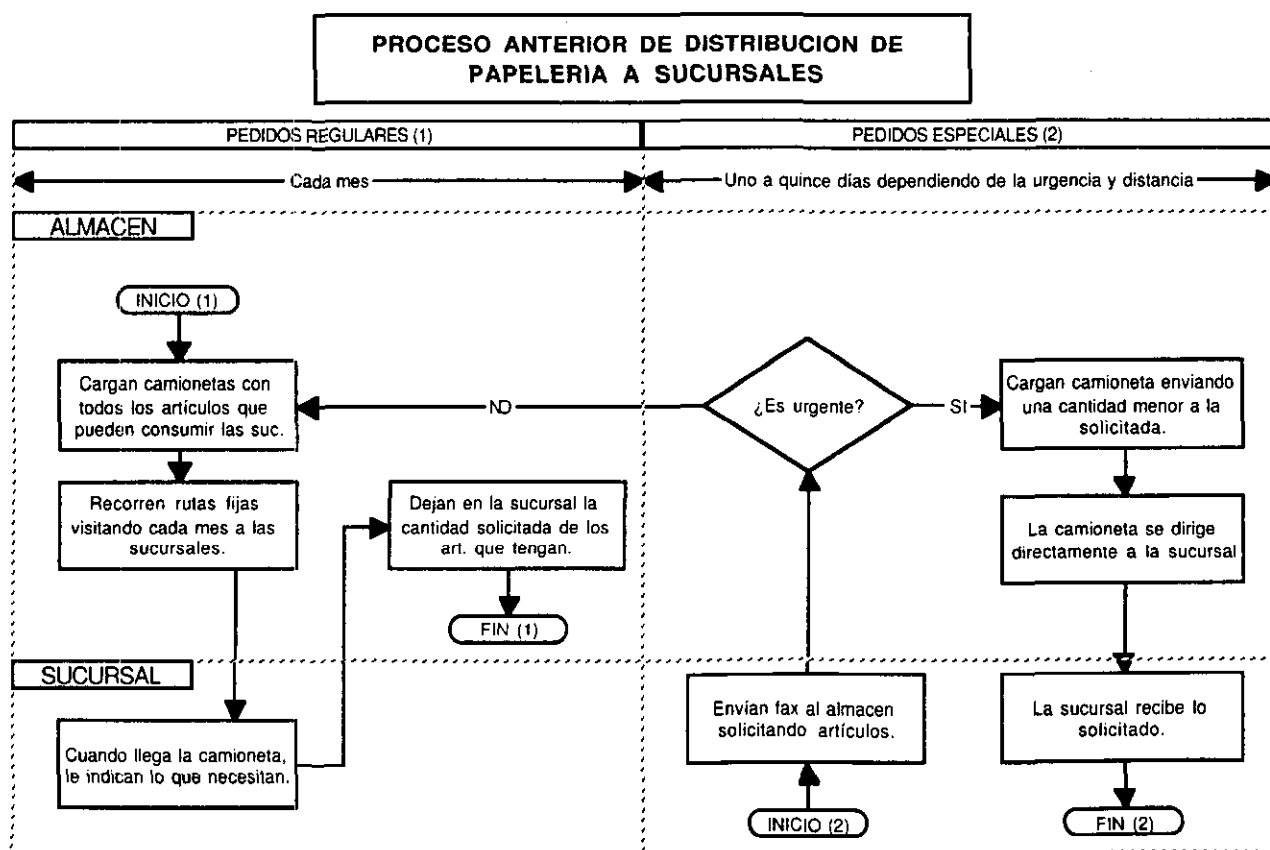 PROCESO ANTERIOR DE DISTRIBUCION DE
PAPELERIA A SUCURSALES
PEDIDOS REGULARES (1)
PEDIDOS ESPECIALES (2)
Cada mes
Uno a quince días dependiendo de la urgencia y distancia
ALMACEN
INICIO (1)
Cargan camionetas con
todos los artículos que
pueden consumir las suc.
NO
¿Es urgente?
SI
Cargan camioneta enviando
una cantidad menor a la
solicitada.
Recorren rutas fijas
visitando cada mes a las
sucursales.
Dejan en la sucursal la
cantidad solicitada de los
art. que tengan.
La camioneta se dirige
directamente a la sucursal
FIN (1)
SUCURSAL
Cuando llega la camioneta,
le indican lo que necesitan.
Envían fax al almacen
solicitando artículos.
La sucursal recibe lo
solicitado.
INICIO (2)
FIN (2)